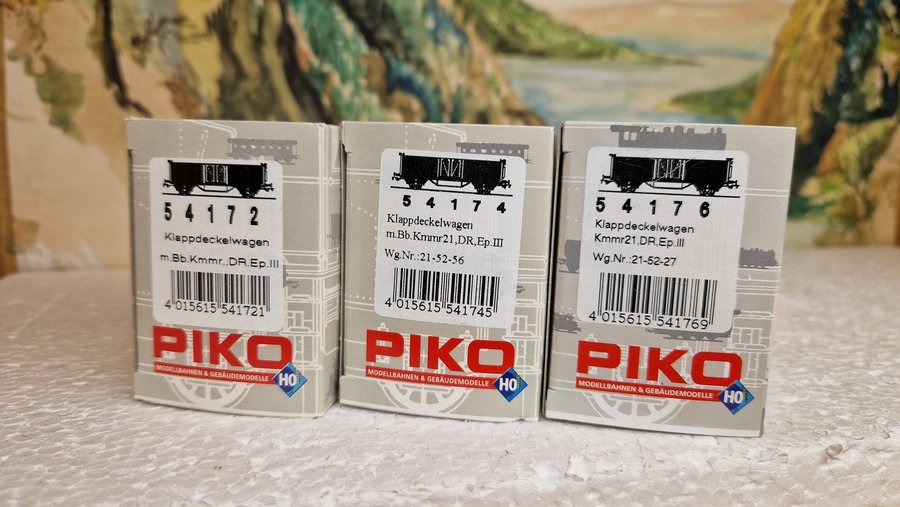 5 4 1 7 2
Klappdeckelwagen
m.Bb.Kmmr.,DR,Ep.III
4 015615 541721
PIKO
MODELLBAHNEN & GEBÄUDEMODELLE
H0
5 4 1 7 4
Klappdeckelwagen
m.Bb.Kmmr21,DR,Ep.III
Wg.Nr.:21-52-56
4 015615 541745
PIKO
MODELLBAHNEN & GEBÄUDEMODELLE
H0
5 4 1 7 6
Klappdeckelwagen
Kmmr21,DR,Ep.III
Wg.Nr.:21-52-27
4 015615 541769
PIKO
MODELLBAHNEN & GEBÄUDEMODELLE
H0